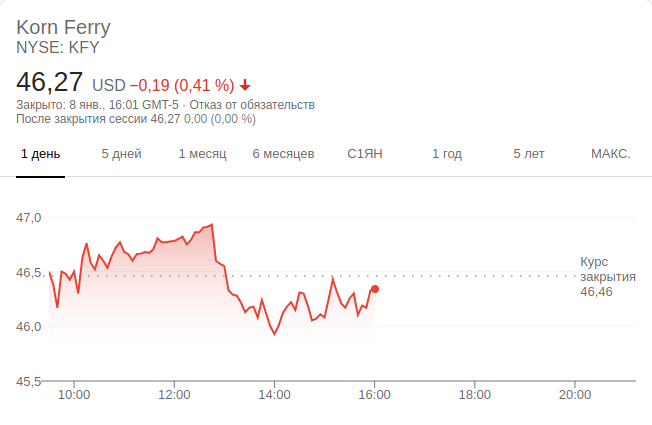 Korn Ferry
NYSE: KFY
46,27 USD −0,19 (0,41 %)
Закрыто: 8 янв., 16:01 GMT-5 · Отказ от обязательств
После закрытия сессии 46,27 0,00 (0,00 %)
1 день 5 дней 1 месяц 6 месяцев С1ЯН 1 год 5 лет МАКС.
47,0
46,5
46,0
45,5
Курс
закрытия
46,46
10:00 12:00 14:00 16:00 18:00 20:00